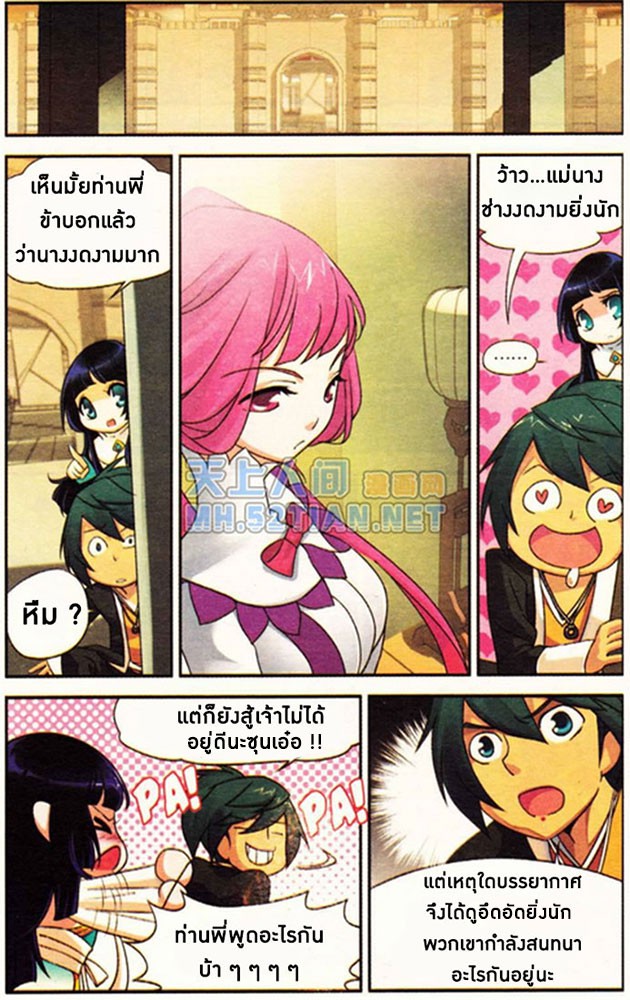 เห็นมั้ยท่านพี่
ข้าบอกแล้ว
ว่านางงดงามมาก
หืม ?
ว้าว...แม่นาง
ช่างงดงามยิ่งนัก
......
天上人间 漫画网
MH.52TIAN.NET
แต่ก็ยังสู้เจ้าไม่ได้
อยู่ดีนะซุนเอ๋อ !!
PA!
PA!
ท่านพี่พูดอะไรกัน
บ้า ๆ ๆ ๆ ๆ
แต่เหตุใดบรรยากาศ
จึงได้ดูอึดอัดยิ่งนัก
พวกเขากำลังสนทนา
อะไรกันอยู่นะ